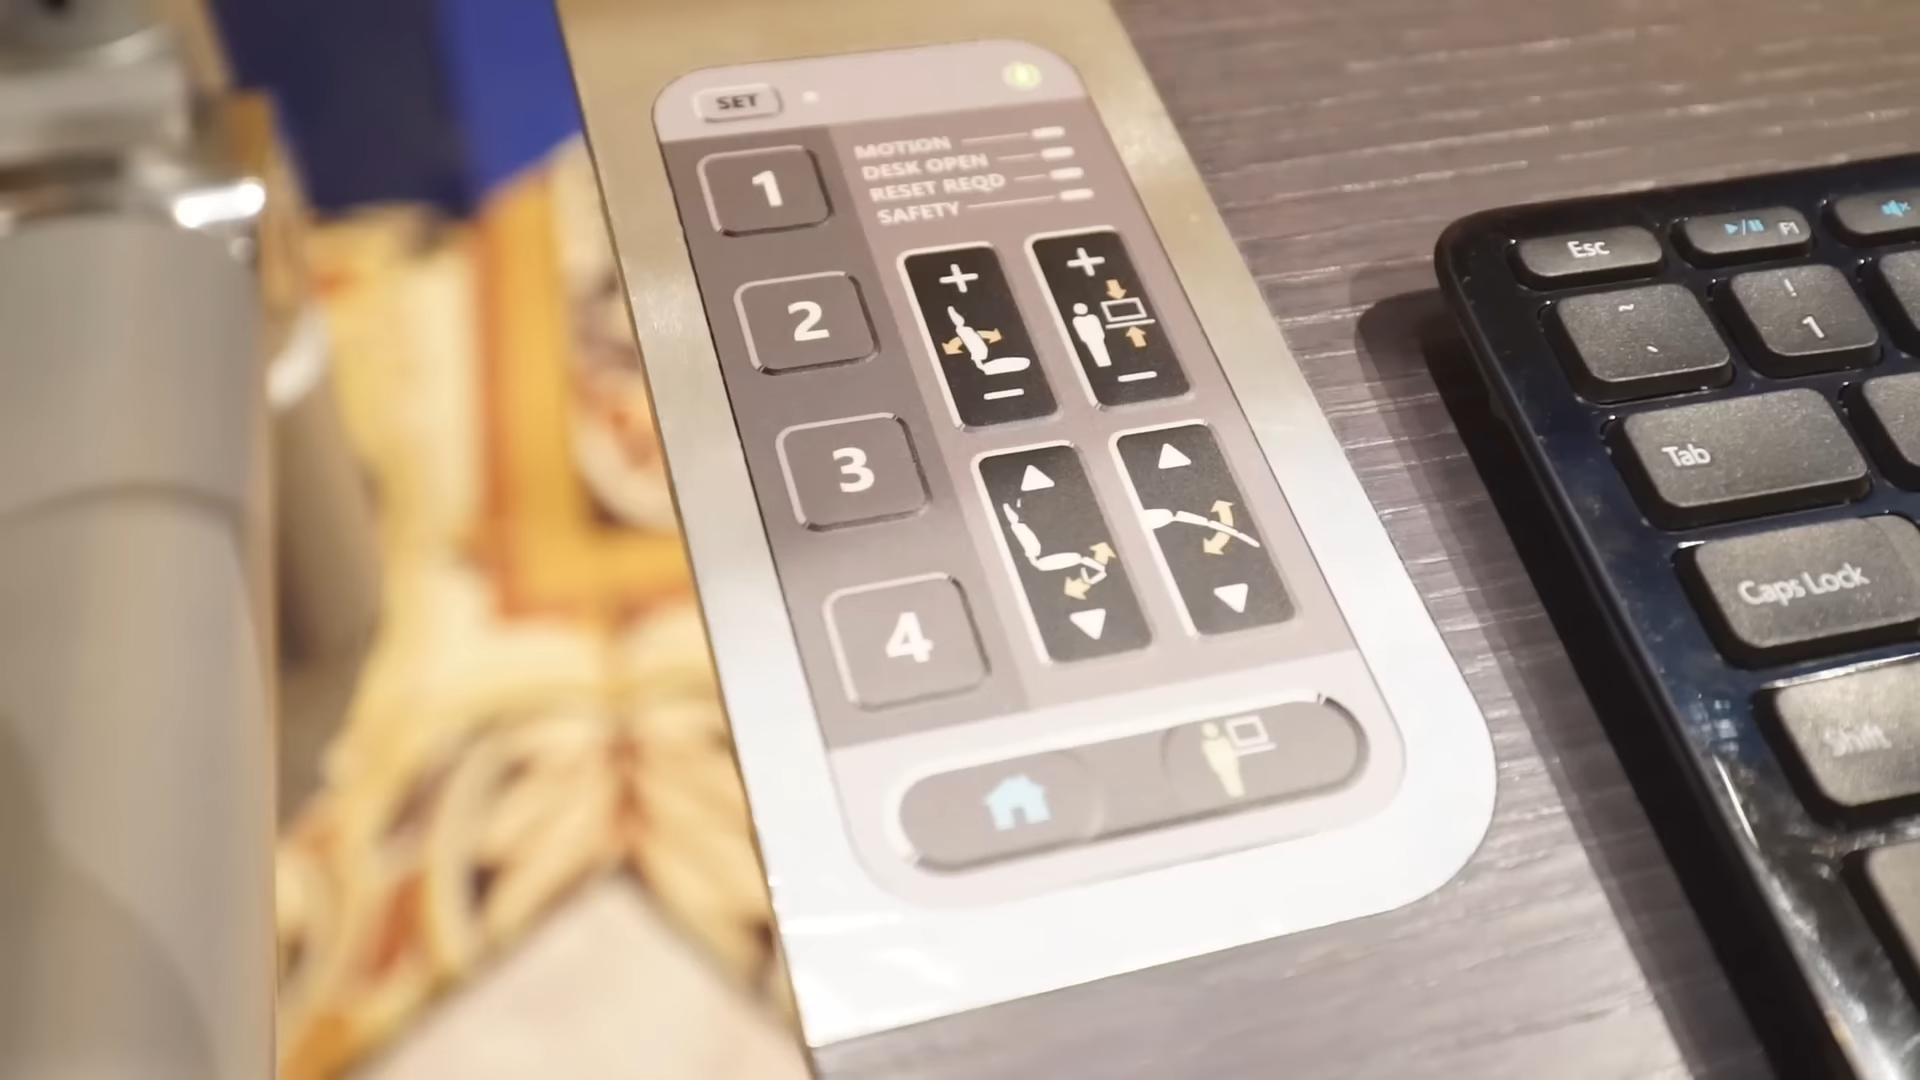 SET
MOTION
DESK OPEN
RESET REQD
SAFETY
1
2
3
4
Esc
F1
~
`
!
1
Tab
Caps Lock
Shift